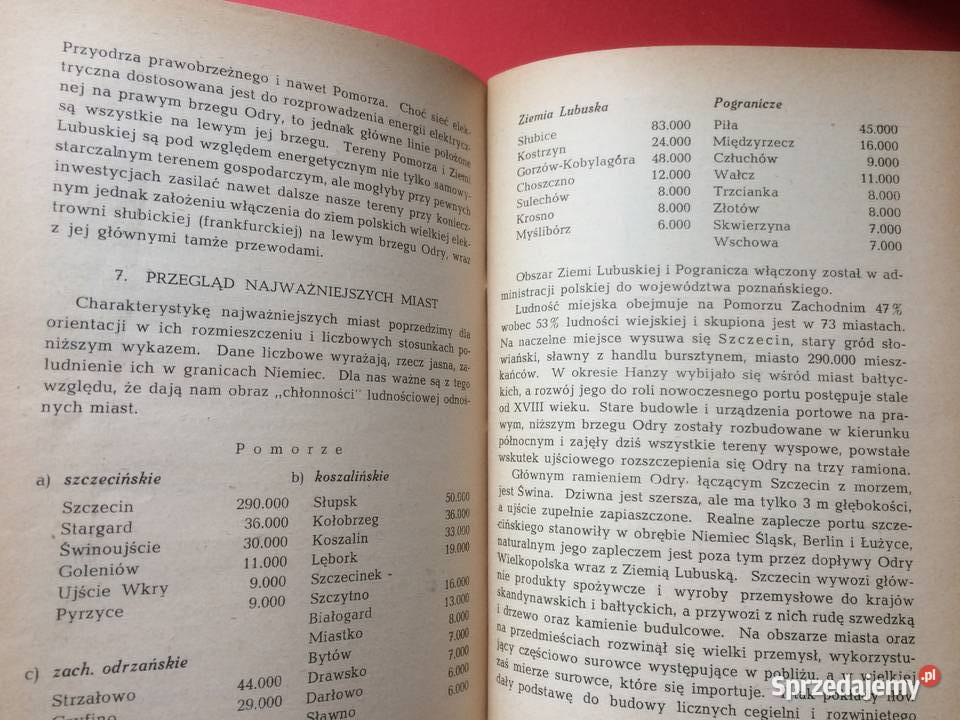 Przyodrza prawobrzeżnego i nawet Pomorza. Choć sieć elek-
tryczna dostosowana jest do rozprowadzenia energii elektrycz-
nej na prawym brzegu Odry, to jednak główne linie położone
są wszystkie na lewym jej brzegu. Tereny Pomorza i Ziemi
Lubuskiej są pod względem energetycznym nie tylko samowy-
starczalnym terenem gospodarczym, ale mogłyby przy pewnych
inwestycjach zasilać nawet dalsze nasze tereny przy koniecz-
nym jednak założeniu włączenia do ziem polskich wielkiej elek-
trowni słubickiej (frankfurckiej) na lewym brzegu Odry, wraz
z jej głównymi tamże przewodami.
7. PRZEGLĄD NAJWAŻNIEJSZYCH MIAST
Charakterystykę najważniejszych miast poprzedzimy dla
orientacji w ich rozmieszczeniu i liczbowych stosunkach po-
niższym wykazem. Dane liczbowe wyrażają, rzecz jasna, za-
ludnienie ich w granicach Niemiec. Dla nas ważne są z tego
względu, że dają nam obraz „chłonności" ludnościowej odnoś-
nych miast.
Pomorze
a) szczecińskie
Szczecin 290.000
Stargard 36.000
Świnoujście 30.000
Goleniów 11.000
Ujście Wkry 9.000
Pyrzyce 9.000
c) zach. odrzańskie
Strzałowo 44.000
Gryfino 29.000
b) koszalińskie
Słupsk 50.000
Kołobrzeg 36.000
Koszalin 33.000
Lębork 19.000
Szczecinek -
Szczytno 16.000
Białogard 13.000
Miastko 8.000
Bytów 7.000
Drawsko 7.000
Darłowo 6.000
Sławno 6.000
Ziemia Lubuska
Słubice 83.000
Kostrzyn 24.000
Gorzów-Kobylagóra 48.000
Choszczno 12.000
Sulechów 8.000
Krosno 8.000
Myślibórz 6.000
Pogranicze
Piła 45.000
Międzyrzecz 16.000
Człuchów 9.000
Wałcz 11.000
Trzcianka 8.000
Złotów 8.000
Skwierzyna 7.000
Wschowa 7.000
Obszar Ziemi Lubuskiej i Pogranicza włączony został w ad-
ministracji polskiej do województwa poznańskiego.
Ludność miejska obejmuje na Pomorzu Zachodnim 47%
wobec 53% ludności wiejskiej i skupiona jest w 73 miastach.
Na naczelne miejsce wysuwa się Szczecin, stary gród sło-
wiański, sławny z handlu bursztynem, miasto 290.000 miesz-
kańców. W okresie Hanzy wybijało się wśród miast bałtyc-
kich, a rozwój jego do roli nowoczesnego portu postępuje stale
od XVIII wieku. Stare budowle i urządzenia portowe na pra-
wym, niższym brzegu Odry zostały rozbudowane w kierunku
północnym i zajęły dziś wszystkie tereny wyspowe, powstałe
wskutek ujściowego rozszczepienia się Odry na trzy ramiona.
Głównym ramieniem Odry, łączącym Szczecin z morzem,
jest Świna. Dziwna jest szersza, ale ma tylko 3 m głębokości,
a ujście zupełnie zapiaszczone. Realne zaplecze portu szcze-
cińskiego stanowiły w obrębie Niemiec Śląsk, Berlin i Łużyce,
naturalnym jego zapleczem jest poza tym przez dopływy Odry
Wielkopolska wraz z Ziemią Lubuską. Szczecin wywozi głów-
nie produkty spożywcze i wyroby przemysłowe do krajów
skandynawskich i bałtyckich, a przywozi z nich rudę szwedzką
i drzewo oraz kamienie budulcowe. Na obszarze miasta oraz
na przedmieściach rozwinął się wielki przemysł, wykorzystu-
jący częściowo surowce występujące w pobliżu, a w wielkiej
zaś mierze surowce, które się importuje. pokłady
dały podstawę do budowy licznych cegielni i rozwiniętego
Sprzedajemy.pl